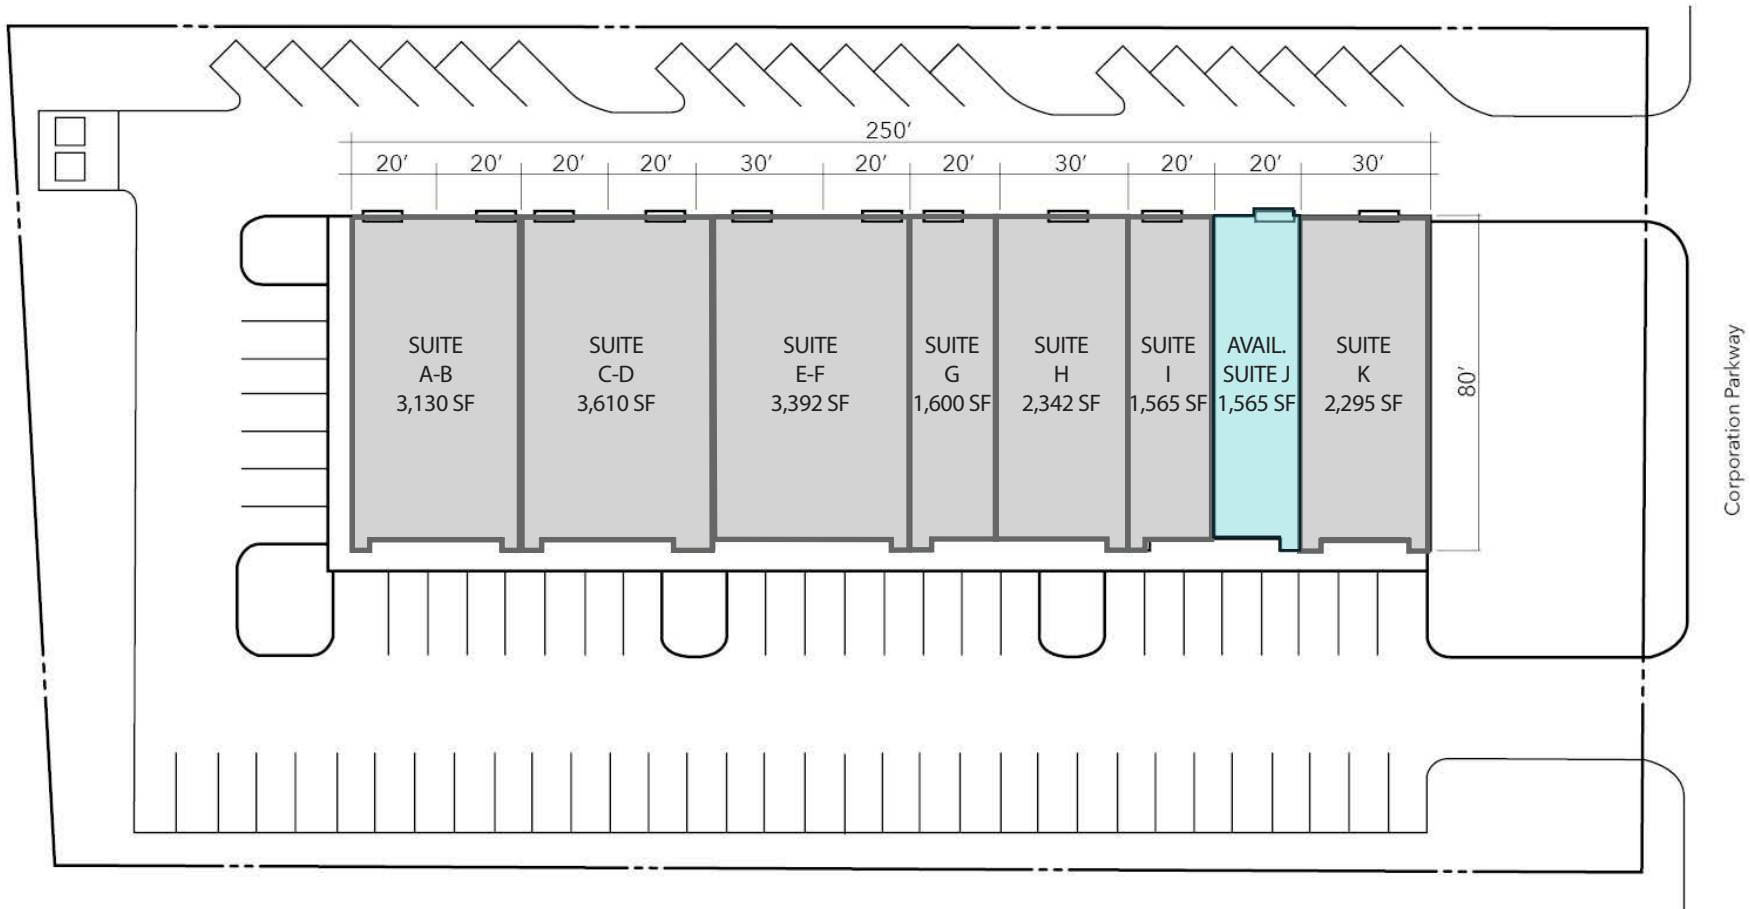 250′
20′ 20′ 20′ 20′ 30′ 20′ 20′ 30′ 20′ 20′ 30′
SUITE
A-B
3,130 SF
SUITE
C-D
3,610 SF
SUITE
E-F
3,392 SF
SUITE
G
1,600 SF
SUITE
H
2,342 SF
SUITE
I
1,565 SF
AVAIL.
SUITE J
1,565 SF
SUITE
K
2,295 SF
80′
Corporation Parkway